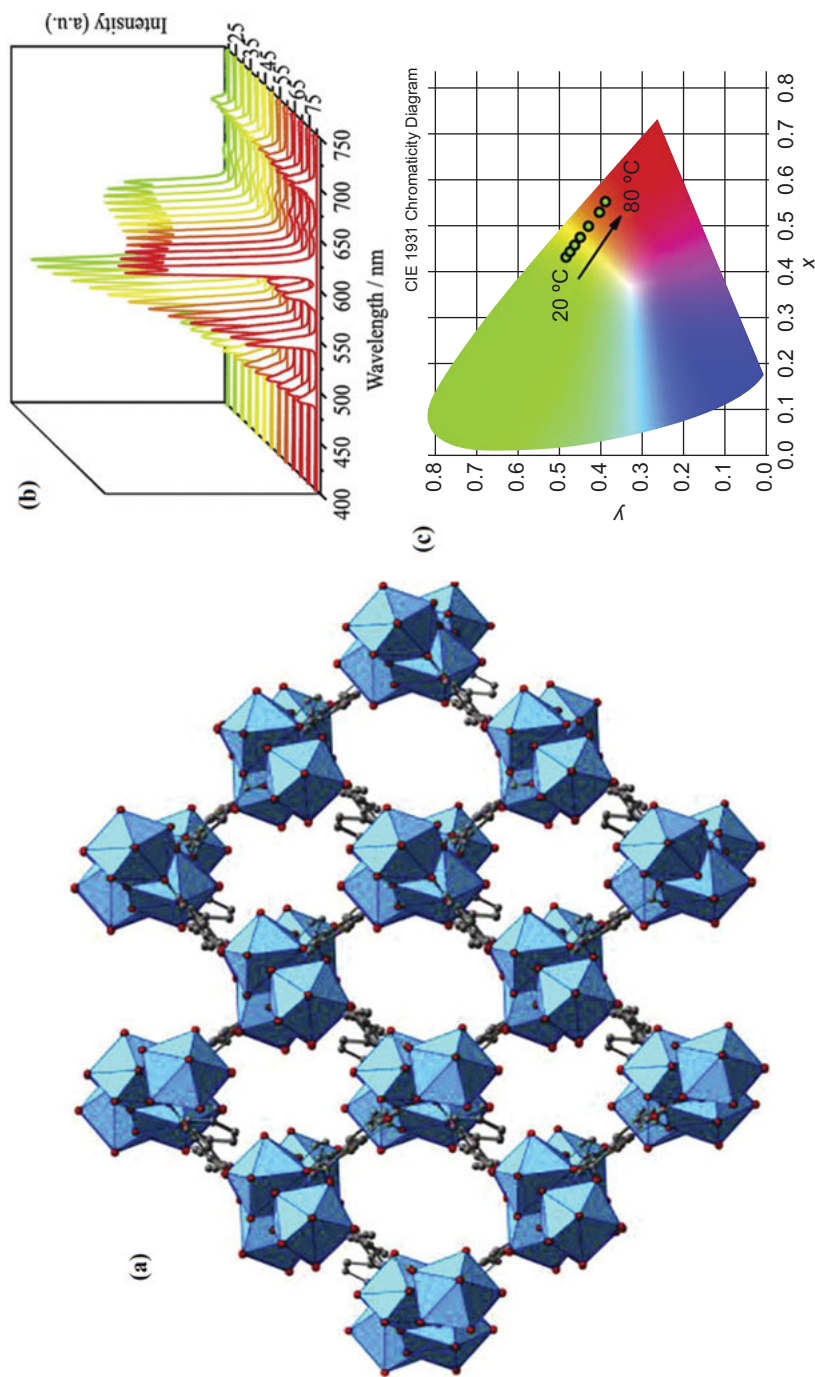 (a)
(b)
Intensity (a.u.)
25
35
45
55
65
75
400 450 500 550 600 650 700 750
Wavelength / nm
(c)
CIE 1931 Chromaticity Diagram
0.8
0.7
0.6
0.5
0.4
0.3
0.2
0.1
0.0
y
20 ºC
80 ºC
0.0 0.1 0.2 0.3 0.4 0.5 0.6 0.7 0.8
x